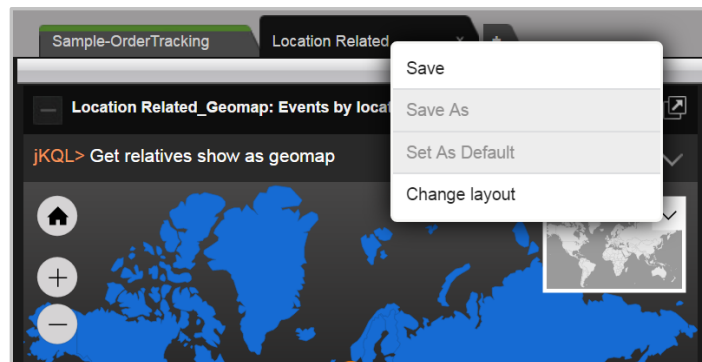 Sample-OrderTracking
Location Related
Save
Save As
Set As Default
Change layout
Location Related_Geomap: Events by locat
jKQL> Get relatives show as geomap